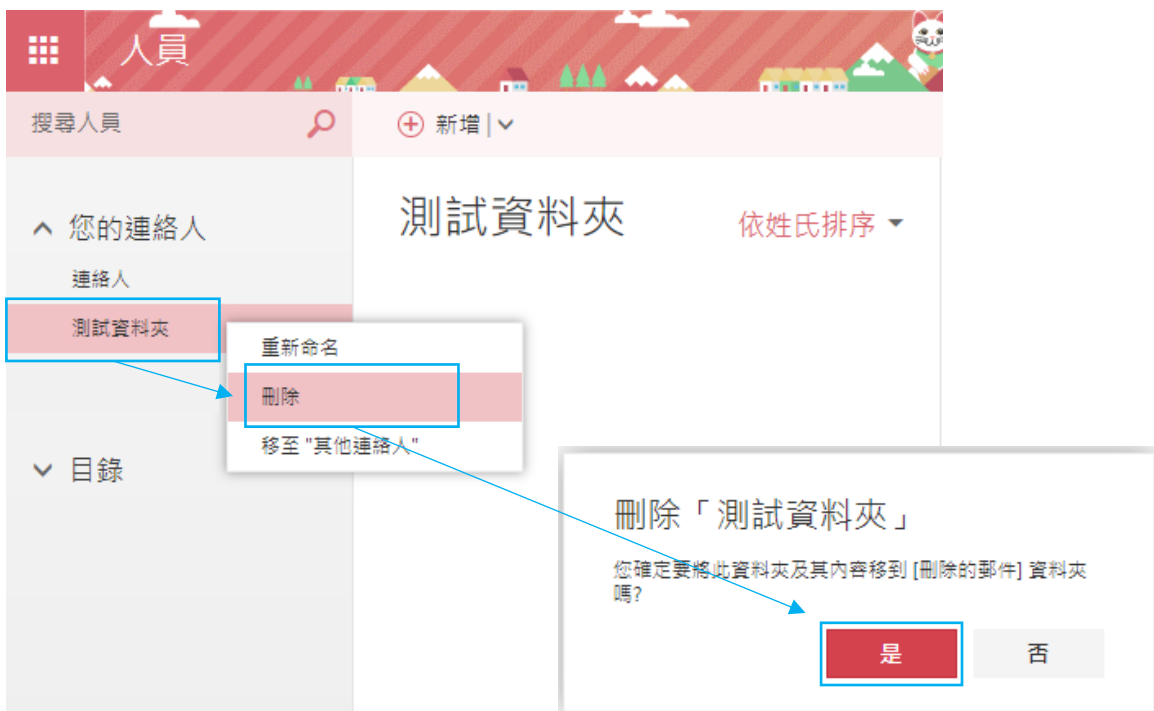 人員
搜尋人員
新增
您的連絡人
連絡人
測試資料夾
目錄
測試資料夾
依姓氏排序
重新命名
刪除
移至 "其他連絡人"
刪除「測試資料夾」
您確定要將此資料夾及其內容移到 [刪除的郵件] 資料夾
嗎?
是
否